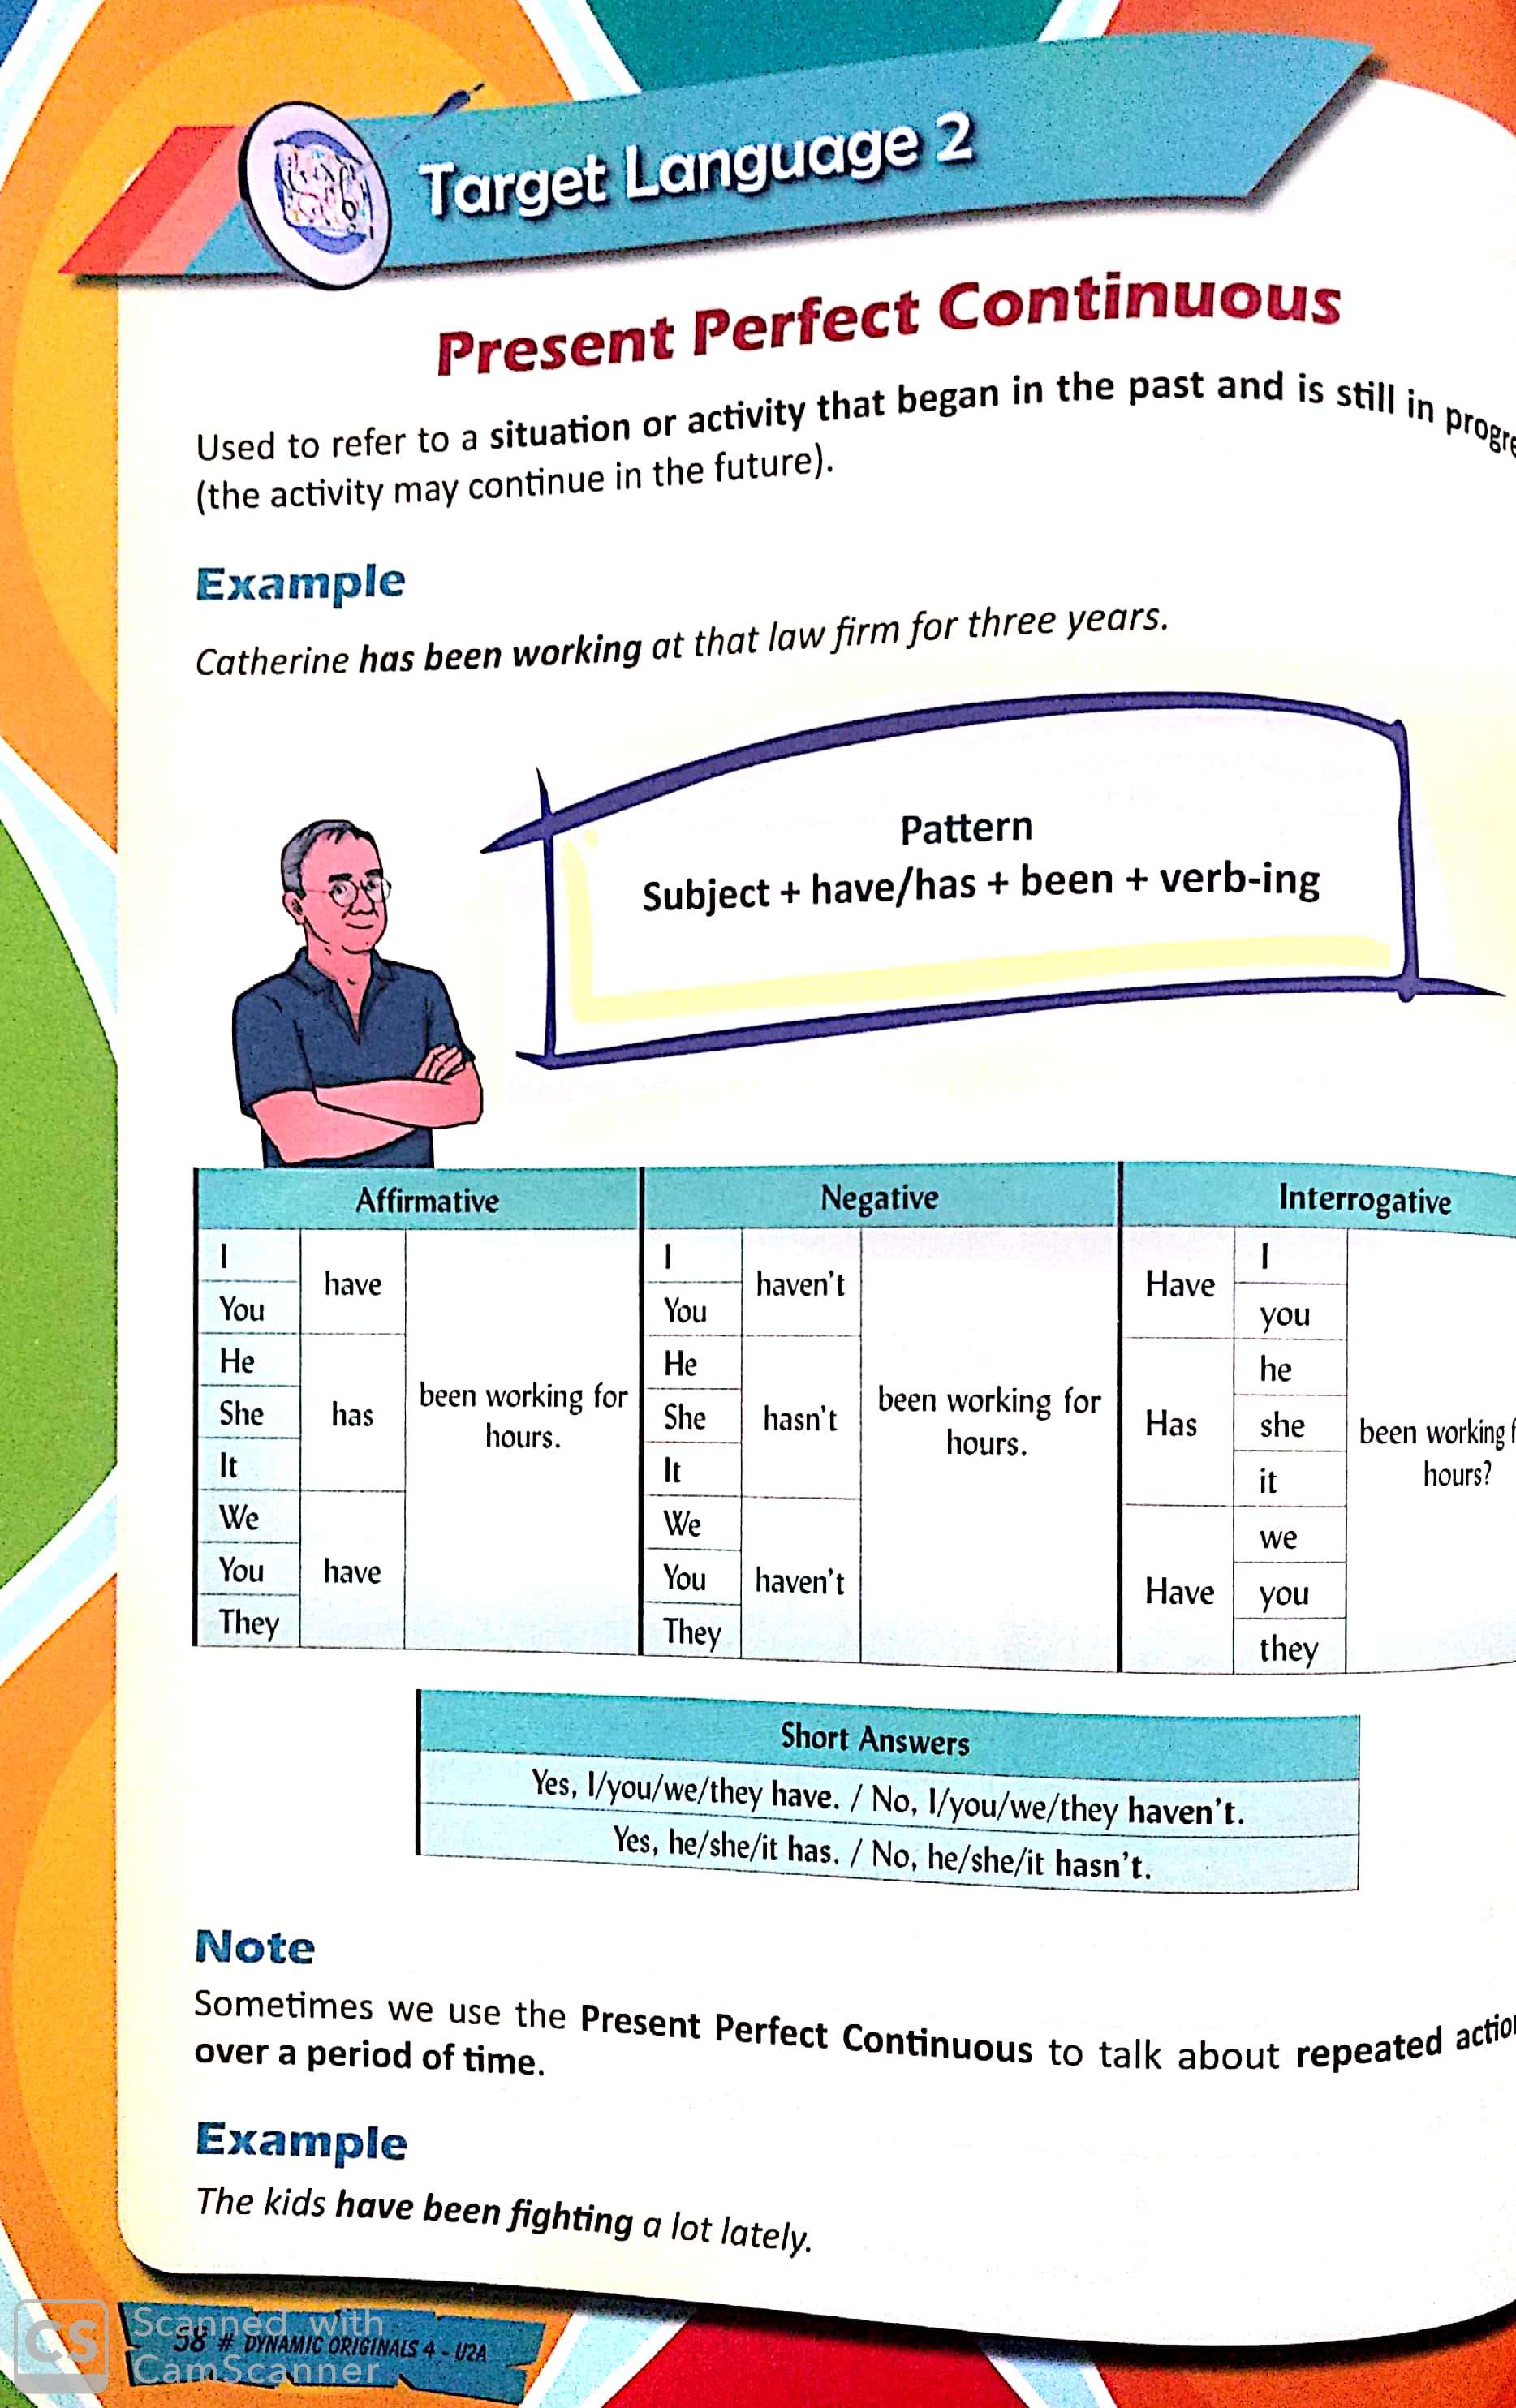 Target Language 2
Present Perfect Continuous
Used to refer to a situation or activity that began in the past and is still in
(the activity may continue in the future).
Example
Catherine has been working at that law firm for three years.
Pattern
Subject + have/has + been + verb-ing
Affirmative Negative Interrogative
I
You
have
He
She
It
has
We
You
They
have
been working for
hours.
I
You
haven't
He
She
It
hasn't
We
You
They
haven't
been working for
hours.
Have
I
you
Has
he
she
it
Have
we
you
they
been working
hours?
Short Answers
Yes, I/you/we/they have. / No, I/you/we/they haven't.
Yes, he/she/it has. / No, he/she/it hasn't.
Note
Sometimes we use the Present Perfect Continuous to talk about repeated
over a period of time.
Example
The kids have been fighting a lot lately.
58 # DYNAMIC ORIGINALS 4 - U2A
CS
Scanned with
CamScanner